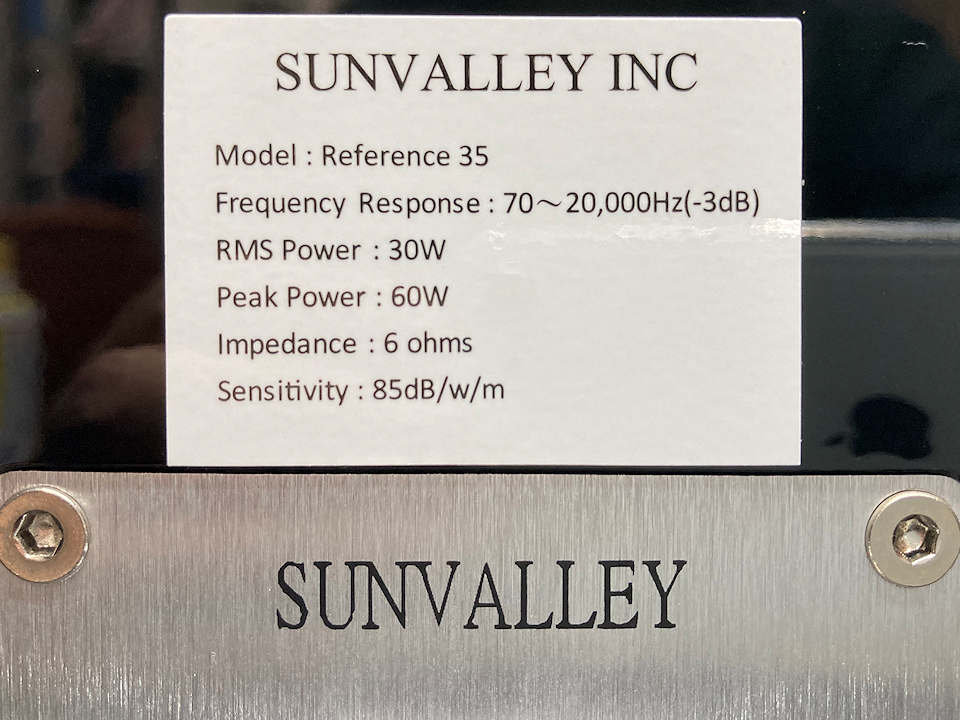 SUNVALLEY INC
Model : Reference 35
Frequency Response : 70～20,000Hz(-3dB)
RMS Power : 30W
Peak Power : 60W
Impedance : 6 ohms
Sensitivity : 85dB/w/m
SUNVALLEY